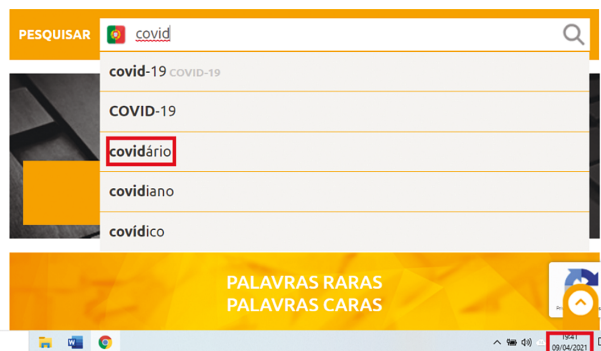 PESQUISAR covid
covid-19 COVID-19
COVID-19
covidário
covidiano
covídico
PALAVRAS RARAS
PALAVRAS CARAS
19:41
09/04/2021